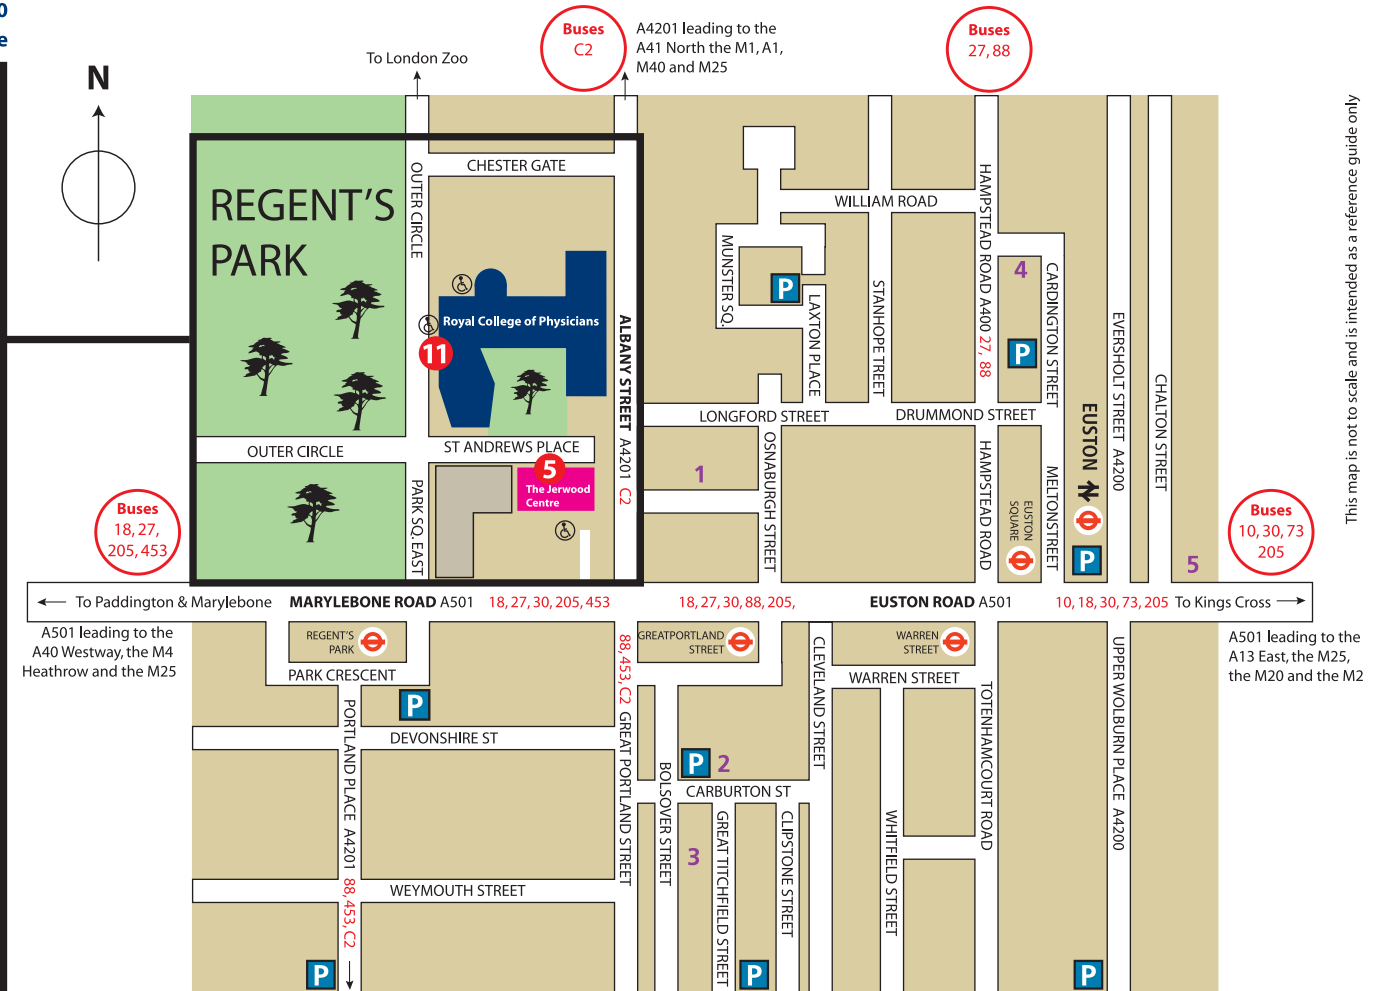 0
e
N
To London Zoo
Buses
C2
A4201 leading to the
A41 North the M1, A1,
M40 and M25
Buses
27, 88
This map is not to scale and is intended as a reference guide only
REGENT'S
PARK
OUTER CIRCLE
CHESTER GATE
Royal College of Physicians
11
ALBANY STREET A4201 C2
OUTER CIRCLE
ST ANDREWS PLACE
5
The Jerwood
Centre
PARK SQ. EAST
WILLIAM ROAD
MUNSTER SQ.
P
LAXTON PLACE
STANHOPE TREET
HAMPSTEAD ROAD A400 27, 88
4
P
CARDINGTON STREET
EVERSHOLT STREET A4200
CHALTON STREET
LONGFORD STREET
DRUMMOND STREET
EUSTON
1
OSNABURGH STREET
HAMPSTEAD ROAD
EUSTON
SQUARE
MELTONSTREET
P
5
Buses
18, 27,
205, 453
Buses
10, 30, 73
205
To Paddington & Marylebone
MARYLEBONE ROAD A501
18, 27, 30, 205, 453
18, 27, 30, 88, 205,
EUSTON ROAD A501
10, 18, 30, 73, 205
To Kings Cross
A501 leading to the
A40 Westway, the M4
Heathrow and the M25
A501 leading to the
A13 East, the M25,
the M20 and the M2
REGENT'S
PARK
PARK CRESCENT
P
88, 453, C2 GREAT PORTLAND STREET
GREATPORTLAND
STREET
CLEVELAND STREET
WARREN
STREET
WARREN STREET
PORTLAND PLACE A4201 88, 453, C2
DEVONSHIRE ST
BOLSOVER STREET
P
2
CARBURTON ST
TOTENHAMCOURT ROAD
UPPER WOLBURN PLACE A4200
3
GREAT TITCHFIELD STREET
CLIPSTONE STREET
WHITFIELD STREET
WEYMOUTH STREET
P
P
P